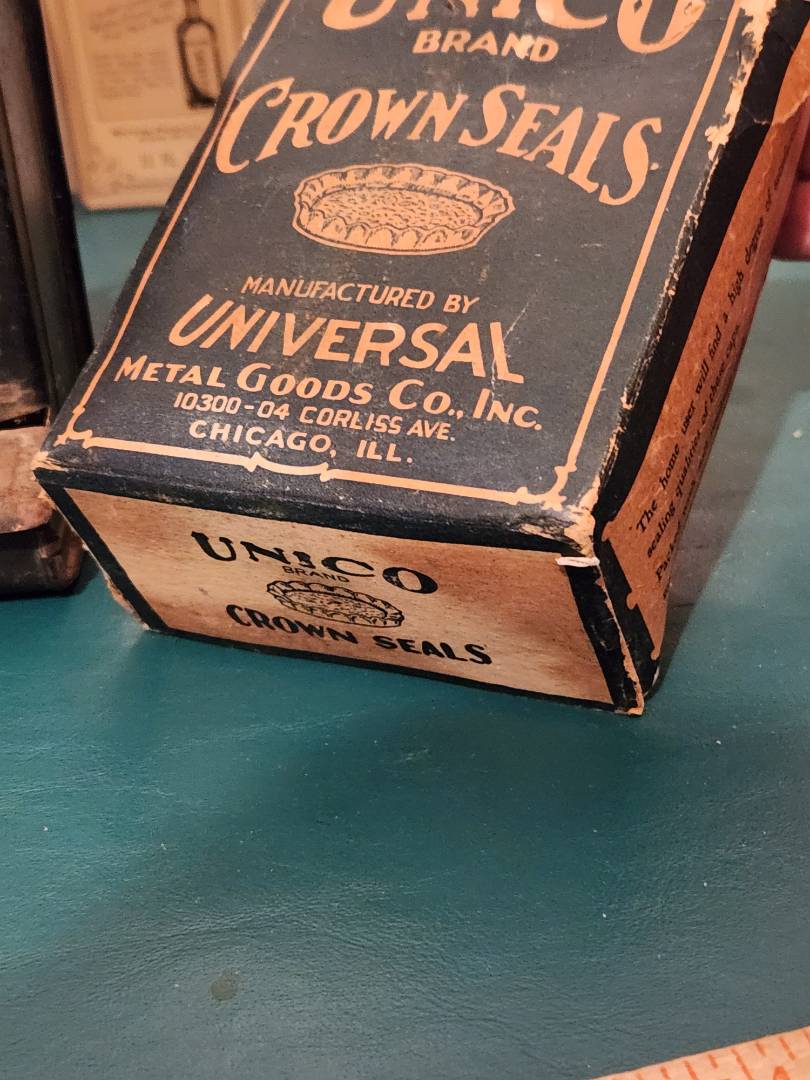 UNICO
BRAND
CROWN SEALS
MANUFACTURED BY
UNIVERSAL
METAL GOODS CO., INC.
10300-04 CORLISS AVE.
CHICAGO, ILL.
UNICO
BRAND
CROWN SEALS
The home user will find a high degree of
sealing qualities of these caps.